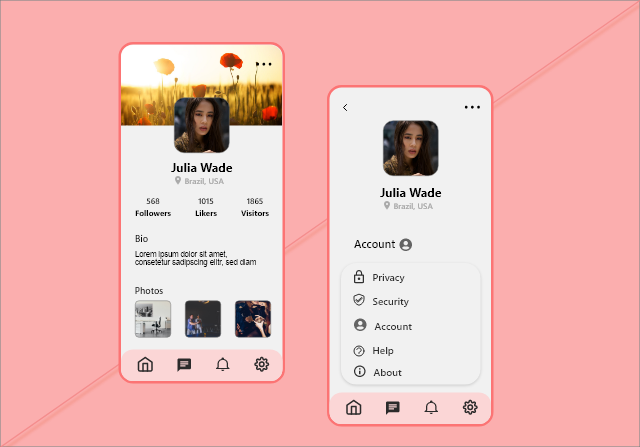 Julia Wade
Brazil, USA
568 1015 1865
Followers Likers Visitors
Bio
Lorem ipsum dolor sit amet,
consetetur sadipscing elitr, sed diam
Photos
Julia Wade
Brazil, USA
Account
Privacy
Security
Account
Help
About